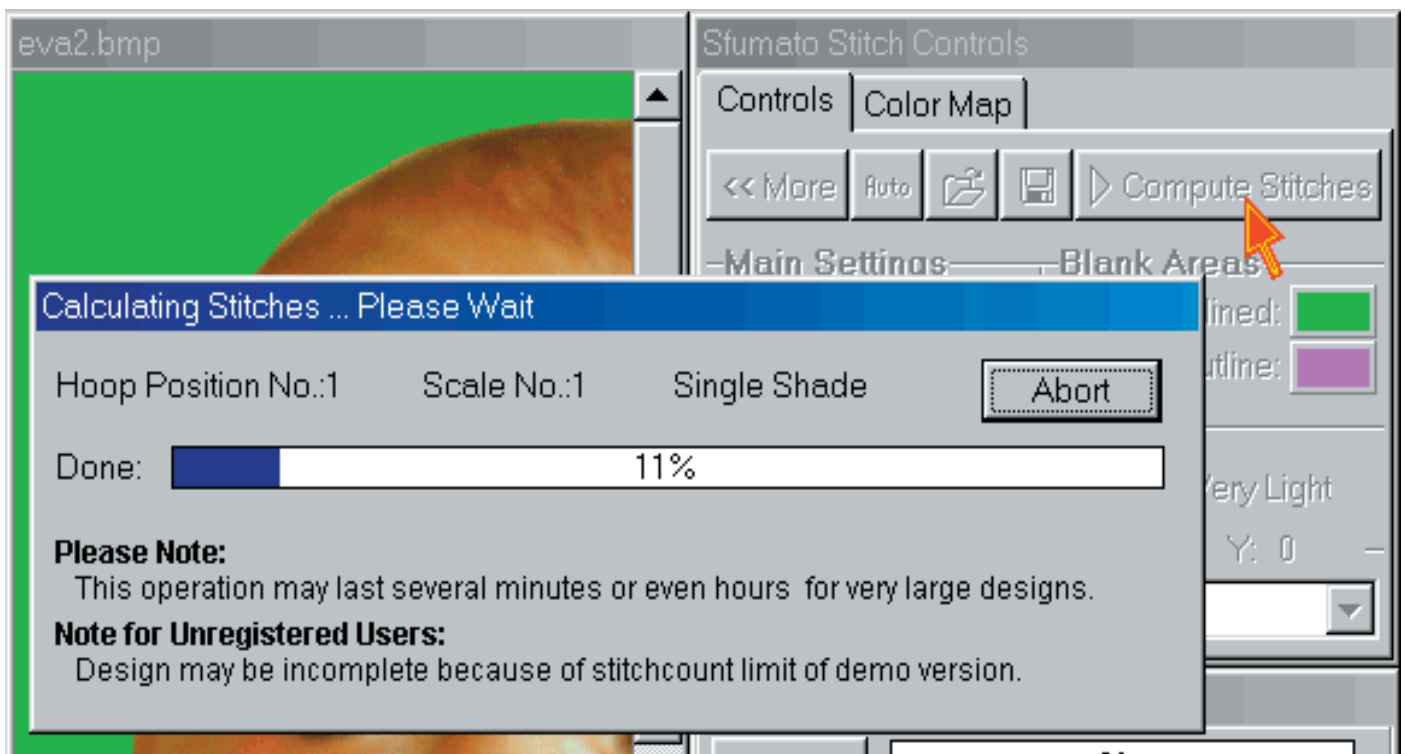 eva2.bmp
Sfumato Stitch Controls
Controls
Color Map
<< More
Auto
Compute Stitches
Main Settings
Blank Areas
Calculating Stitches ... Please Wait
Hoop Position No.:1 Scale No.:1 Single Shade
Abort
Done: 11%
Please Note:
This operation may last several minutes or even hours for very large designs.
Note for Unregistered Users:
Design may be incomplete because of stitchcount limit of demo version.
Light
Y: 0